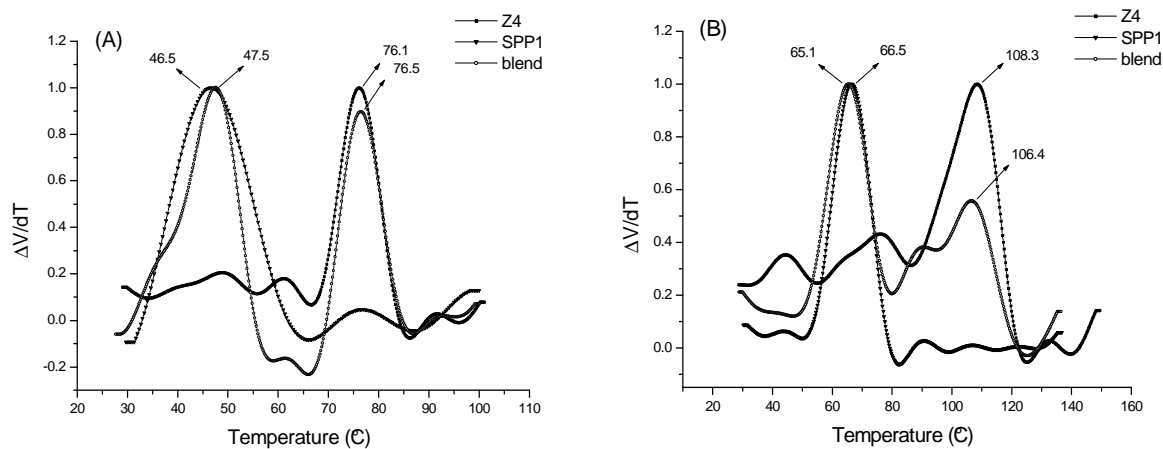 (A)
Z4
SPP1
blend
46.5
47.5
76.1
76.5
1.2
1.0
0.8
0.6
0.4
0.2
0.0
-0.2
ΔV/dT
20 30 40 50 60 70 80 90 100 110
Temperature (℃)
(B)
Z4
SPP1
blend
65.1
66.5
108.3
106.4
1.2
1.0
0.8
0.6
0.4
0.2
0.0
ΔV/dT
20 40 60 80 100 120 140 160
Temperature (℃)